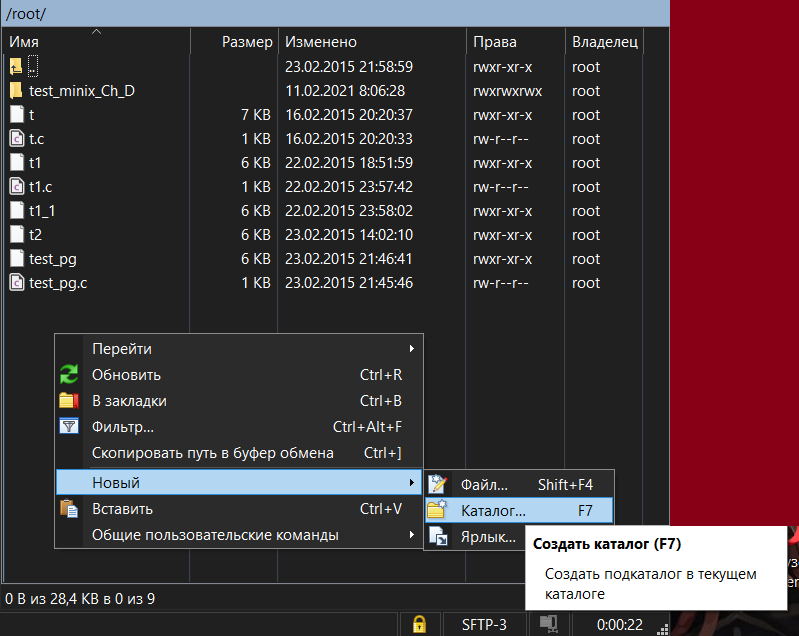 /root/
Имя Размер Изменено Права Владелец
.. 23.02.2015 21:58:59 rwxr-xr-x root
test_minix_Ch_D 11.02.2021 8:06:28 rwxrwxrwx root
t 7 KB 16.02.2015 20:20:37 rwxr-xr-x root
t.c 1 KB 16.02.2015 20:20:33 rw-r--r-- root
t1 6 KB 22.02.2015 18:51:59 rwxr-xr-x root
t1.c 1 KB 22.02.2015 23:57:42 rw-r--r-- root
t1_1 6 KB 22.02.2015 23:58:02 rwxr-xr-x root
t2 6 KB 23.02.2015 14:02:10 rwxr-xr-x root
test_pg 6 KB 23.02.2015 21:46:41 rwxr-xr-x root
test_pg.c 1 KB 23.02.2015 21:45:46 rw-r--r-- root
Перейти
Обновить Ctrl+R
В закладки Ctrl+B
Фильтр... Ctrl+Alt+F
Скопировать путь в буфер обмена Ctrl+]
Новый
Вставить Ctrl+V
Общие пользовательские команды
Файл... Shift+F4
Каталог... F7
Ярлык...
Создать каталог (F7)
Создать подкаталог в текущем
каталоге
0 В из 28,4 KB в 0 из 9
SFTP-3 0:00:22